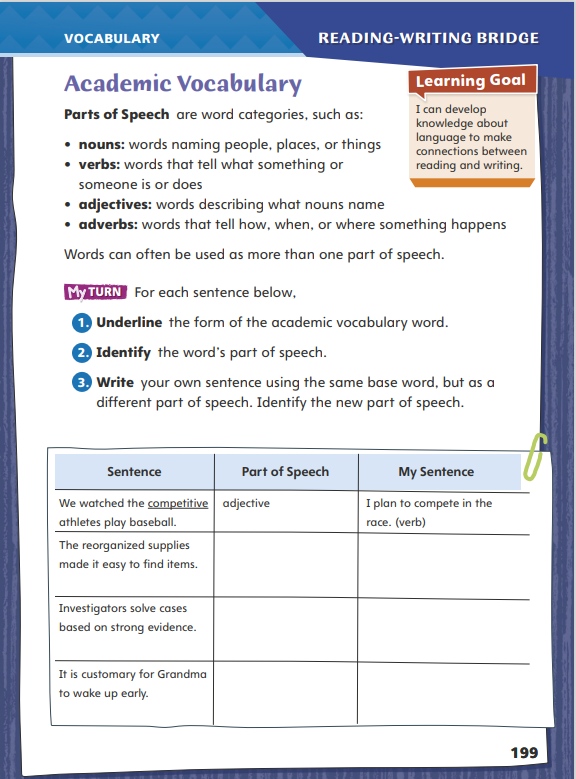 VOCABULARY
READING-WRITING BRIDGE
Academic Vocabulary
Learning Goal
I can develop
knowledge about
language to make
connections between
reading and writing.
Parts of Speech are word categories, such as:
• nouns: words naming people, places, or things
• verbs: words that tell what something or
someone is or does
• adjectives: words describing what nouns name
• adverbs: words that tell how, when, or where something happens
Words can often be used as more than one part of speech.
My TURN For each sentence below,
1. Underline the form of the academic vocabulary word.
2. Identify the word's part of speech.
3. Write your own sentence using the same base word, but as a
different part of speech. Identify the new part of speech.
Sentence Part of Speech My Sentence
We watched the competitive adjective I plan to compete in the
athletes play baseball. race. (verb)
The reorganized supplies
made it easy to find items.
Investigators solve cases
based on strong evidence.
It is customary for Grandma
to wake up early.
199